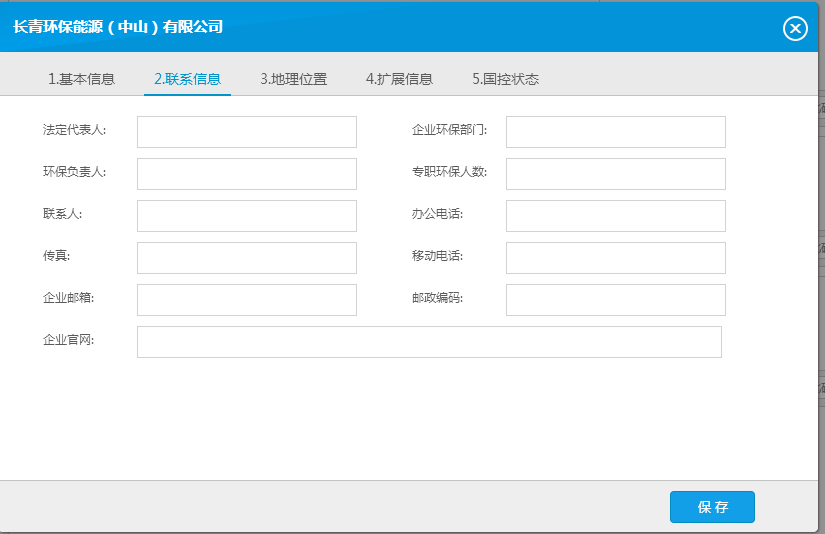 长青环保能源（中山）有限公司
1.基本信息 2.联系信息 3.地理位置 4.扩展信息 5.国控状态
法定代表人: 企业环保部门:
环保负责人: 专职环保人数:
联系人: 办公电话:
传真: 移动电话:
企业邮箱: 邮政编码:
企业官网:
保 存